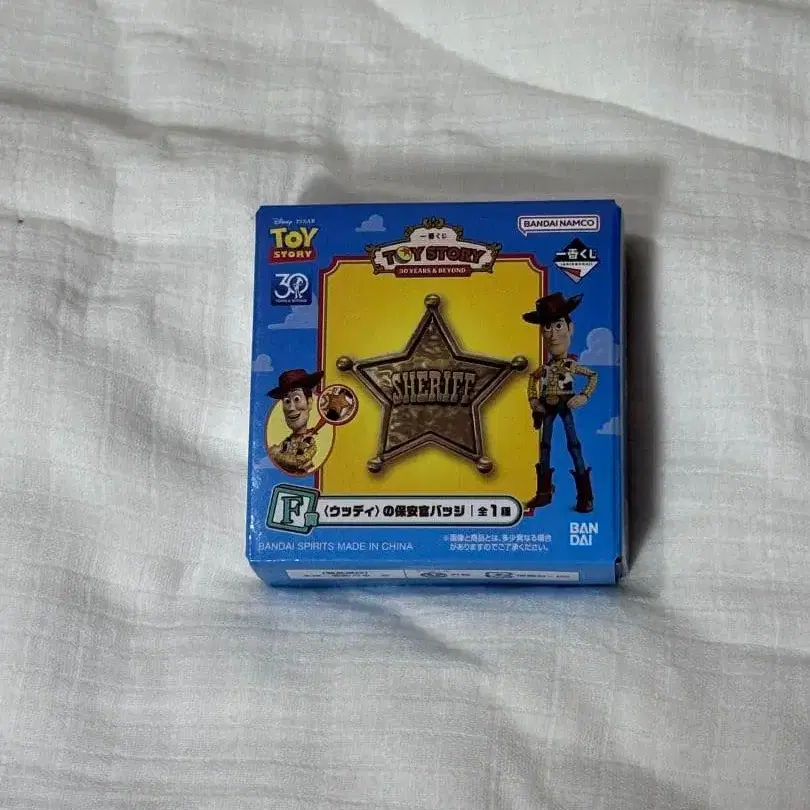 Disney PIXAR
TOY
STORY
30
一番くじ
TOY STORY
30 YEARS & BEYOND
BANDAI NAMCO
一番くじ
SHERIFF
F賞
〈ウッディ〉の保安官バッジ | 全1種
BANDAI SPIRITS MADE IN CHINA
※画像と商品とは、多少異なる場合
がありますのでご了承ください。
BAN
DAI